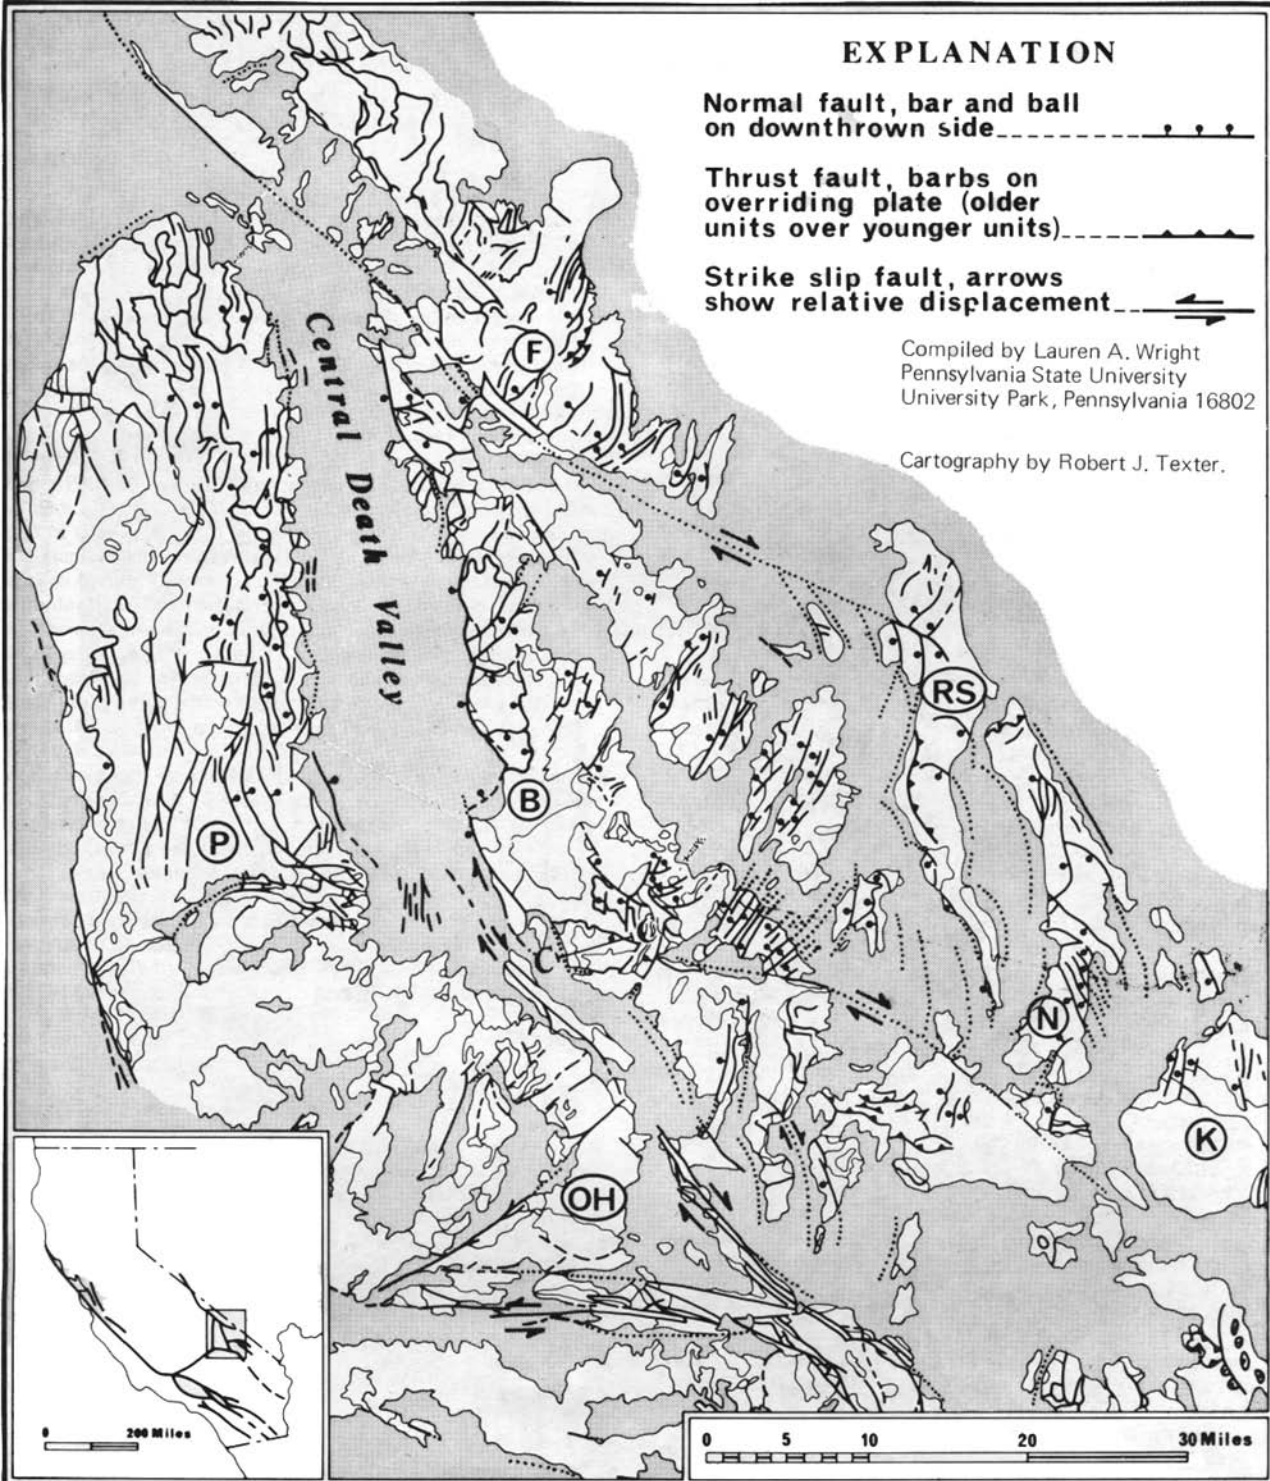 EXPLANATION
Normal fault, bar and ball
on downthrown side
Thrust fault, barbs on
overriding plate (older
units over younger units)
Strike slip fault, arrows
show relative displacement
Compiled by Lauren A. Wright
Pennsylvania State University
University Park, Pennsylvania 16802
Cartography by Robert J. Texter.
Central Death Valley
F
RS
B
P
C
N
K
OH
0 200 Miles
0 5 10 20 30 Miles